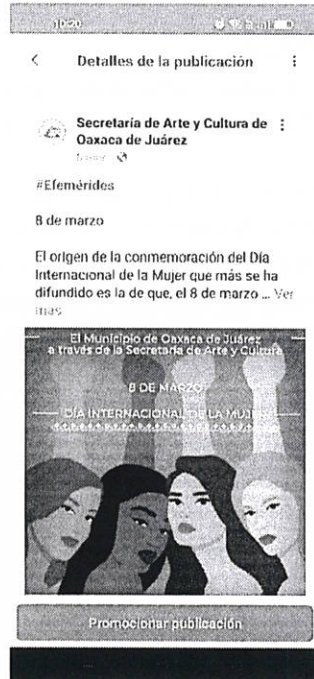 10:20
Detalles de la publicación
Secretaría de Arte y Cultura de
Oaxaca de Juárez
#Efemérides
8 de marzo
El origen de la conmemoración del Día
Internacional de la Mujer que más se ha
difundido es la de que, el 8 de marzo ... Ver
más
El Municipio de Oaxaca de Juárez
a través de la Secretaría de Arte y Cultura
8 DE MARZO
DÍA INTERNACIONAL DE LA MUJER
Promocionar publicación